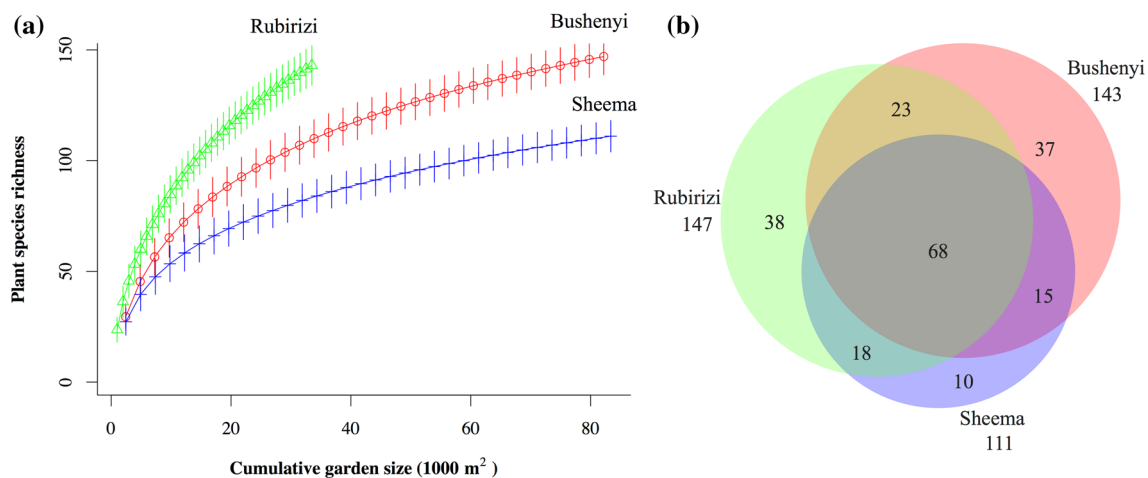 (a)
Rubirizi
Bushenyi
Sheema
150
100
50
0
Plant species richness
0 20 40 60 80
Cumulative garden size (1000 m²)
(b)
Bushenyi
143
23
37
Rubirizi
147
38
68
15
18
10
Sheema
111